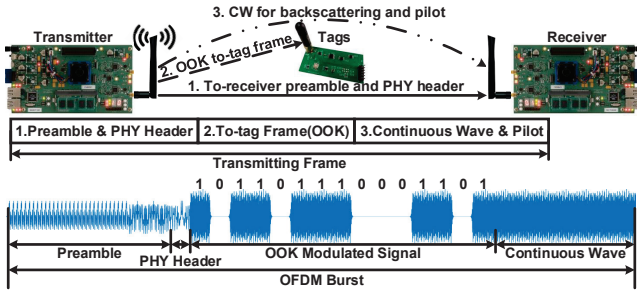 3. CW for backscattering and pilot
Transmitter
Tags
Receiver
2. OOK to-tag frame
1. To-receiver preamble and PHY header
1.Preamble & PHY Header
2.To-tag Frame(OOK)
3.Continuous Wave & Pilot
Transmitting Frame
1 0 1 1 0 1 1 1 0 0 0 1 1 0 1
Preamble
PHY Header
OOK Modulated Signal
Continuous Wave
OFDM Burst